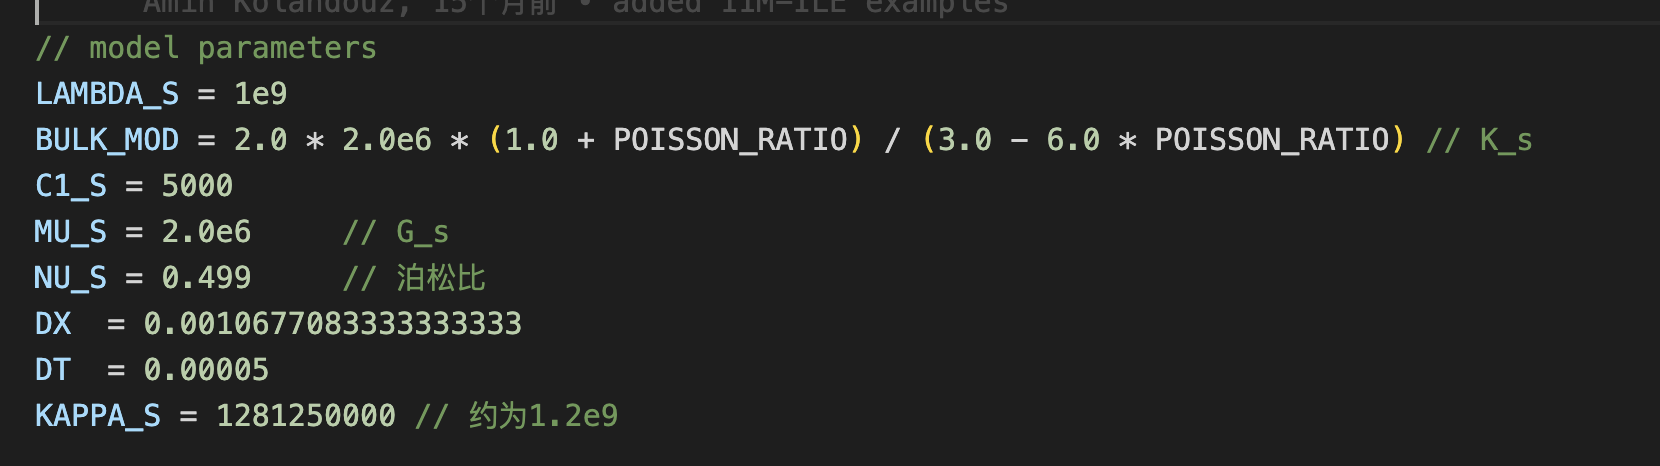 Amin Kolahdouz, 15个月前 • added IIM-ILE examples
// model parameters
LAMBDA_S = 1e9
BULK_MOD = 2.0 * 2.0e6 * (1.0 + POISSON_RATIO) / (3.0 - 6.0 * POISSON_RATIO) // K_s
C1_S = 5000
MU_S = 2.0e6     // G_s
NU_S = 0.499     // 泊松比
DX  = 0.0010677083333333333
DT  = 0.00005
KAPPA_S = 1281250000 // 约为1.2e9